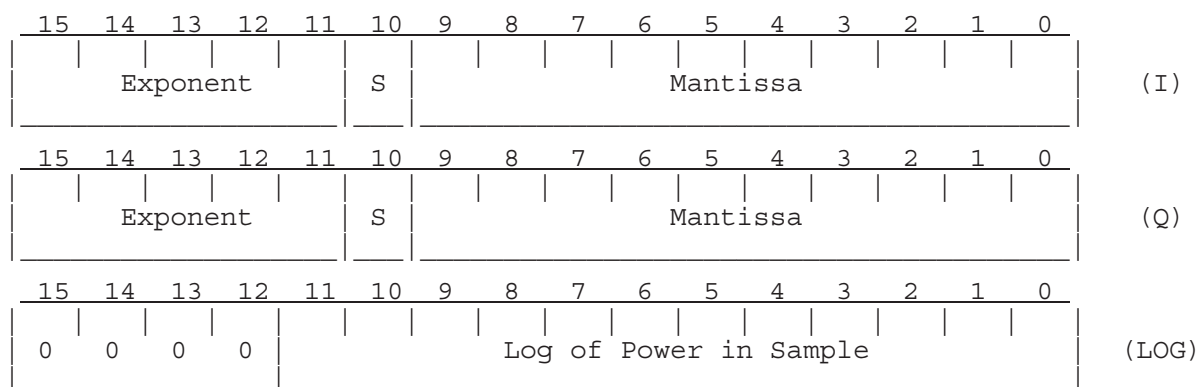 15 14 13 12 11 10 9 8 7 6 5 4 3 2 1 0
Exponent S Mantissa (I)
15 14 13 12 11 10 9 8 7 6 5 4 3 2 1 0
Exponent S Mantissa (Q)
15 14 13 12 11 10 9 8 7 6 5 4 3 2 1 0
0 0 0 0 Log of Power in Sample (LOG)